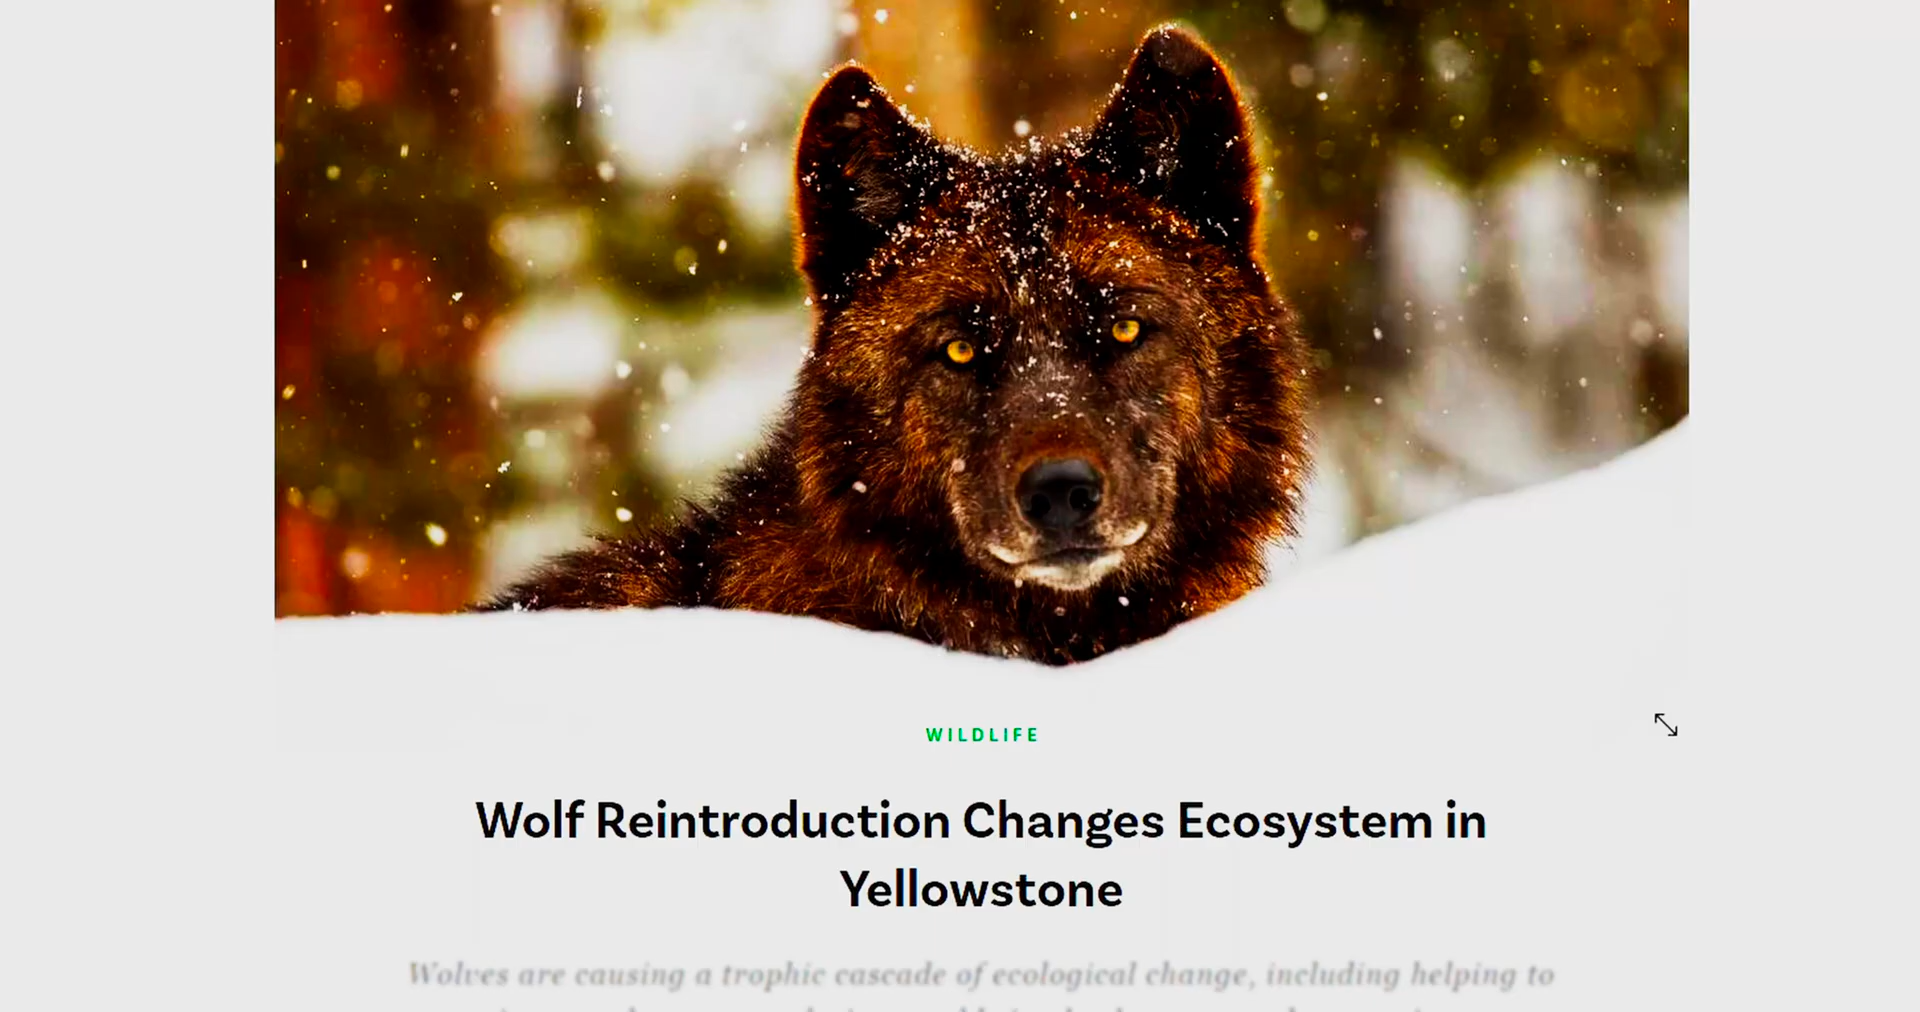 WILDLIFE
Wolf Reintroduction Changes Ecosystem in
Yellowstone
Wolves are causing a trophic cascade of ecological change, including helping to